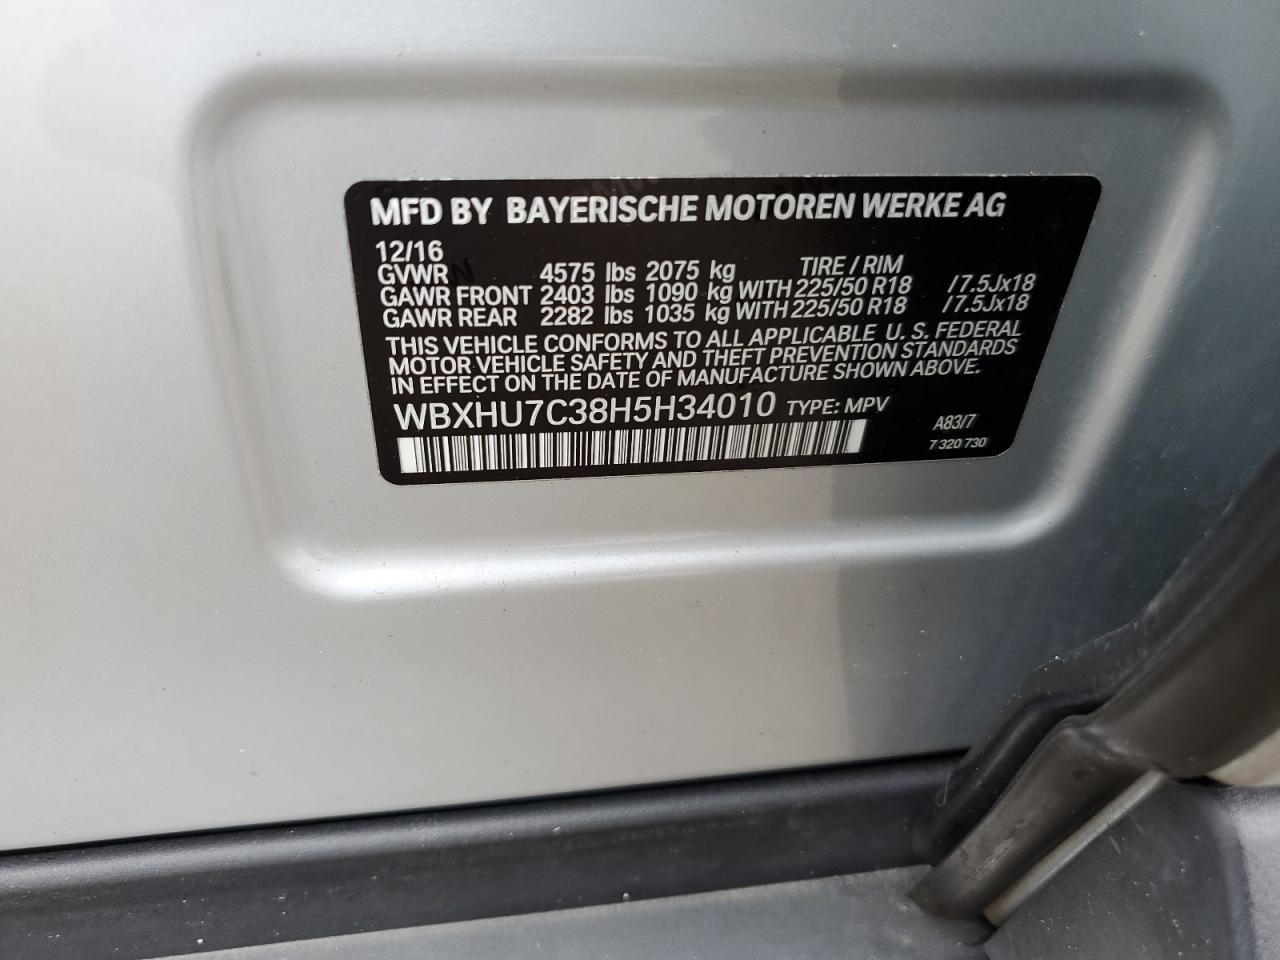 MFD BY BAYERISCHE MOTOREN WERKE AG
12/16
TIRE / RIM
GVWR 4575 lbs 2075 kg
GAWR FRONT 2403 lbs 1090 kg WITH 225/50 R18 /7.5Jx18
GAWR REAR 2282 lbs 1035 kg WITH 225/50 R18 /7.5Jx18
THIS VEHICLE CONFORMS TO ALL APPLICABLE U. S. FEDERAL
MOTOR VEHICLE SAFETY AND THEFT PREVENTION STANDARDS
IN EFFECT ON THE DATE OF MANUFACTURE SHOWN ABOVE.
WBXHU7C38H5H34010 TYPE: MPV
A83/7
7 320 730